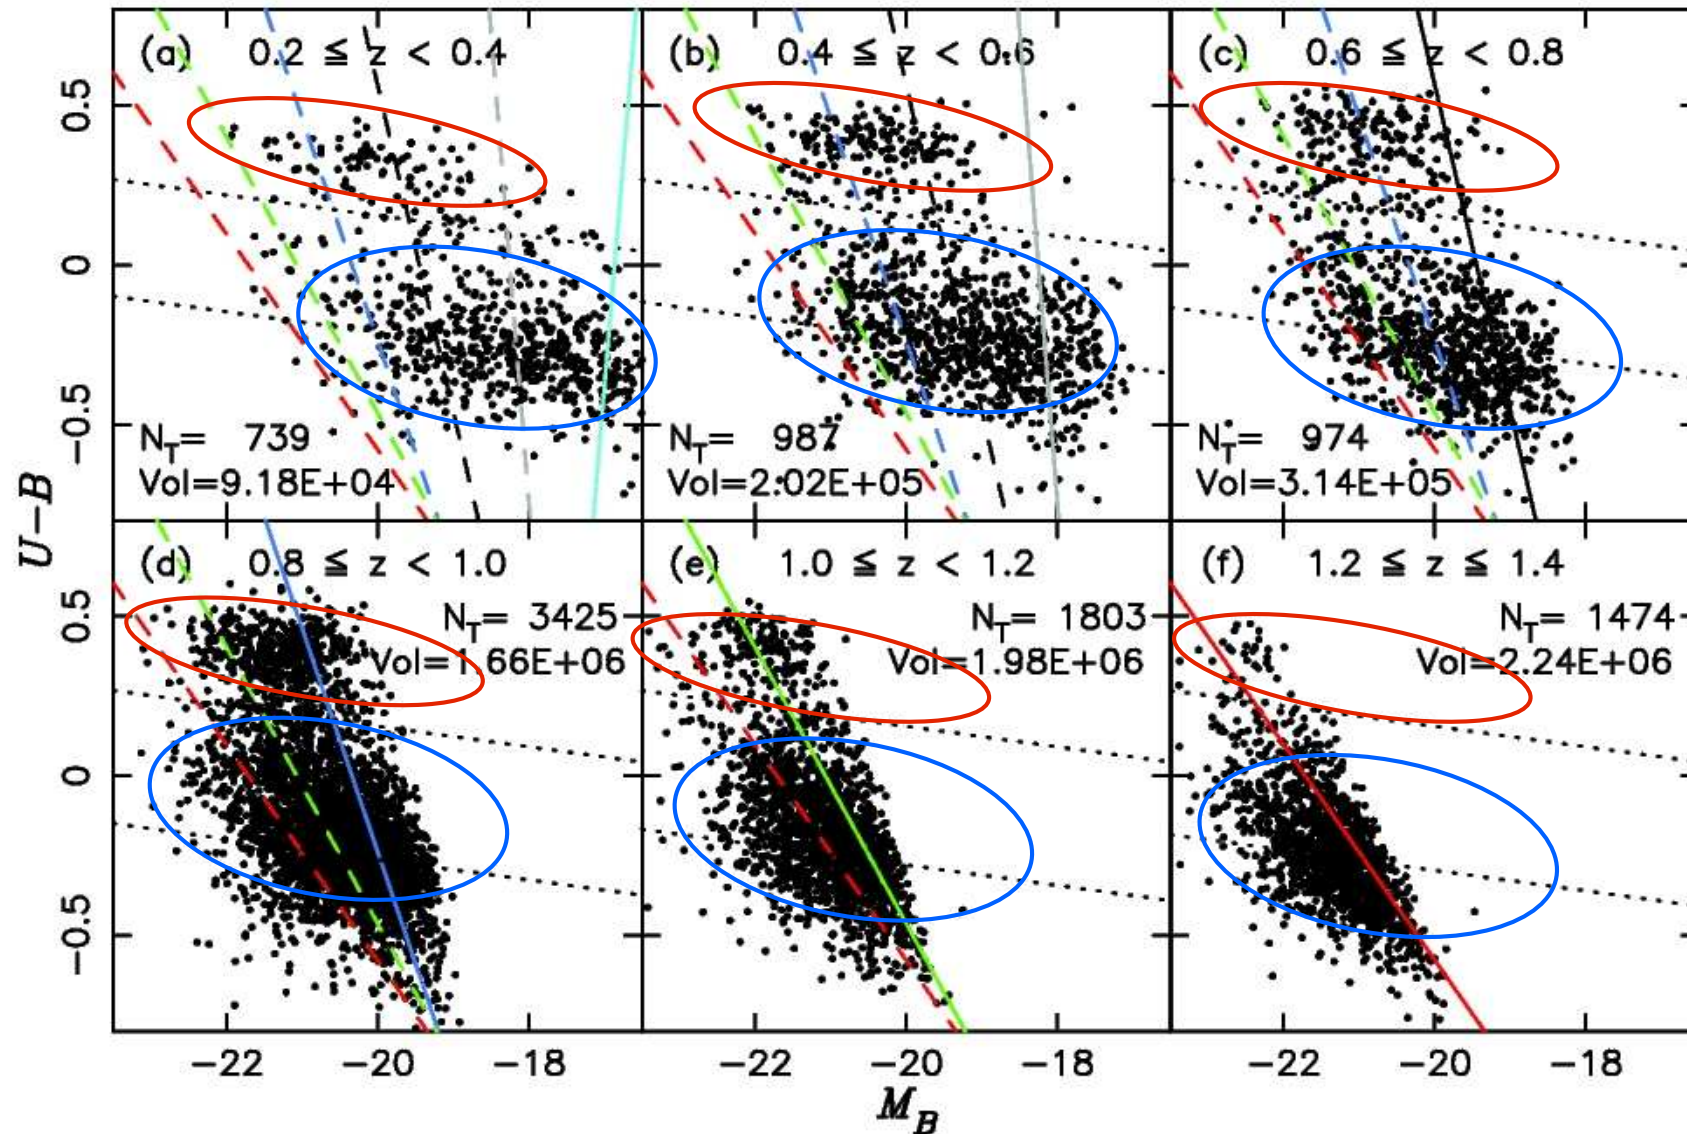 (a) 0.2 ≦ z < 0.4
(b) 0.4 ≦ z < 0.6
(c) 0.6 ≦ z < 0.8
0.5
0
−0.5
N_T= 739
Vol=9.18E+04
N_T= 987
Vol=2.02E+05
N_T= 974
Vol=3.14E+05
U−B
(d) 0.8 ≦ z < 1.0
N_T= 3425
Vol=1.66E+06
(e) 1.0 ≦ z < 1.2
N_T= 1803
Vol=1.98E+06
(f) 1.2 ≦ z ≦ 1.4
N_T= 1474
Vol=2.24E+06
0.5
0
−0.5
−22 −20 −18 −22 −20 −18 −22 −20 −18
M_B